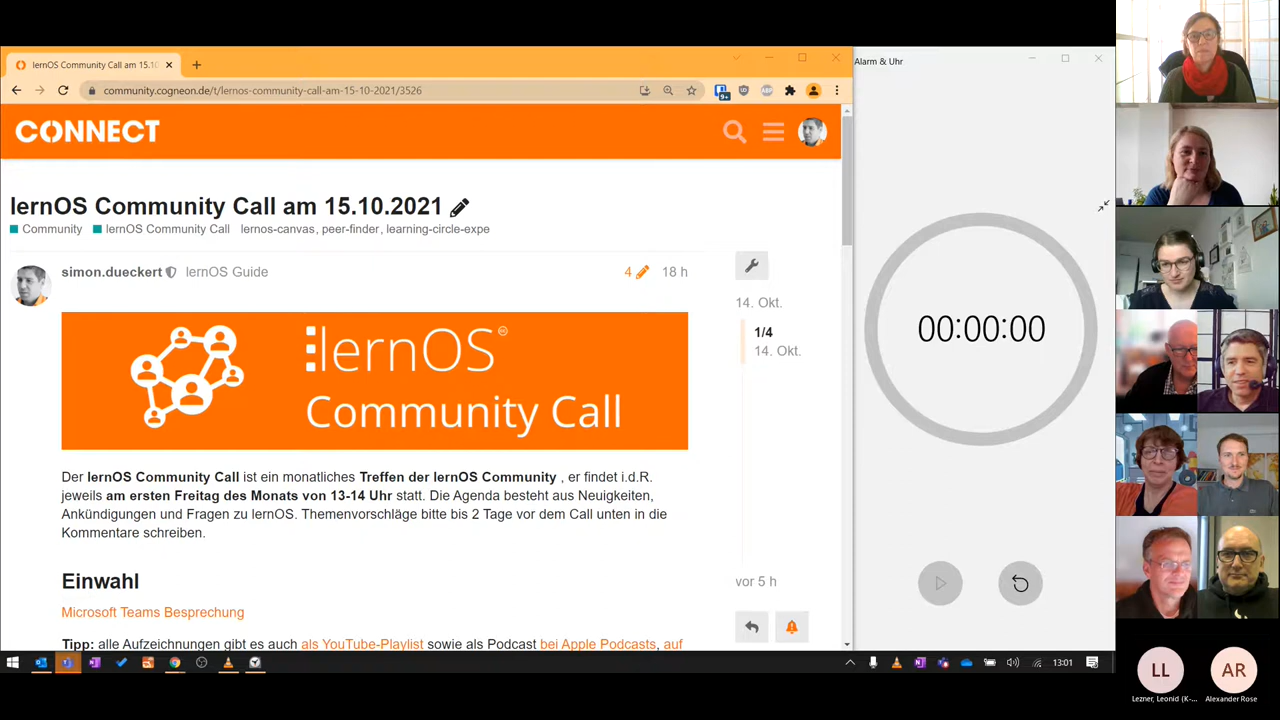 lernOS Community Call am 15.10
Alarm & Uhr
community.cogneon.de/t/lernos-community-call-am-15-10-2021/3526
9+
ABP
CONNECT
lernOS Community Call am 15.10.2021
Community lernOS Community Call lernos-canvas, peer-finder, learning-circle-expe
simon.dueckert lernOS Guide 4 18 h
14. Okt.
1/4
14. Okt.
lernOS
Community Call
00:00:00
Der lernOS Community Call ist ein monatliches Treffen der lernOS Community , er findet i.d.R.
jeweils am ersten Freitag des Monats von 13-14 Uhr statt. Die Agenda besteht aus Neuigkeiten,
Ankündigungen und Fragen zu lernOS. Themenvorschläge bitte bis 2 Tage vor dem Call unten in die
Kommentare schreiben.
Einwahl
vor 5 h
Microsoft Teams Besprechung
Tipp: alle Aufzeichnungen gibt es auch als YouTube-Playlist sowie als Podcast bei Apple Podcasts, auf
13:01
LL
AR
Lezner, Leonid (K-...
Alexander Rose